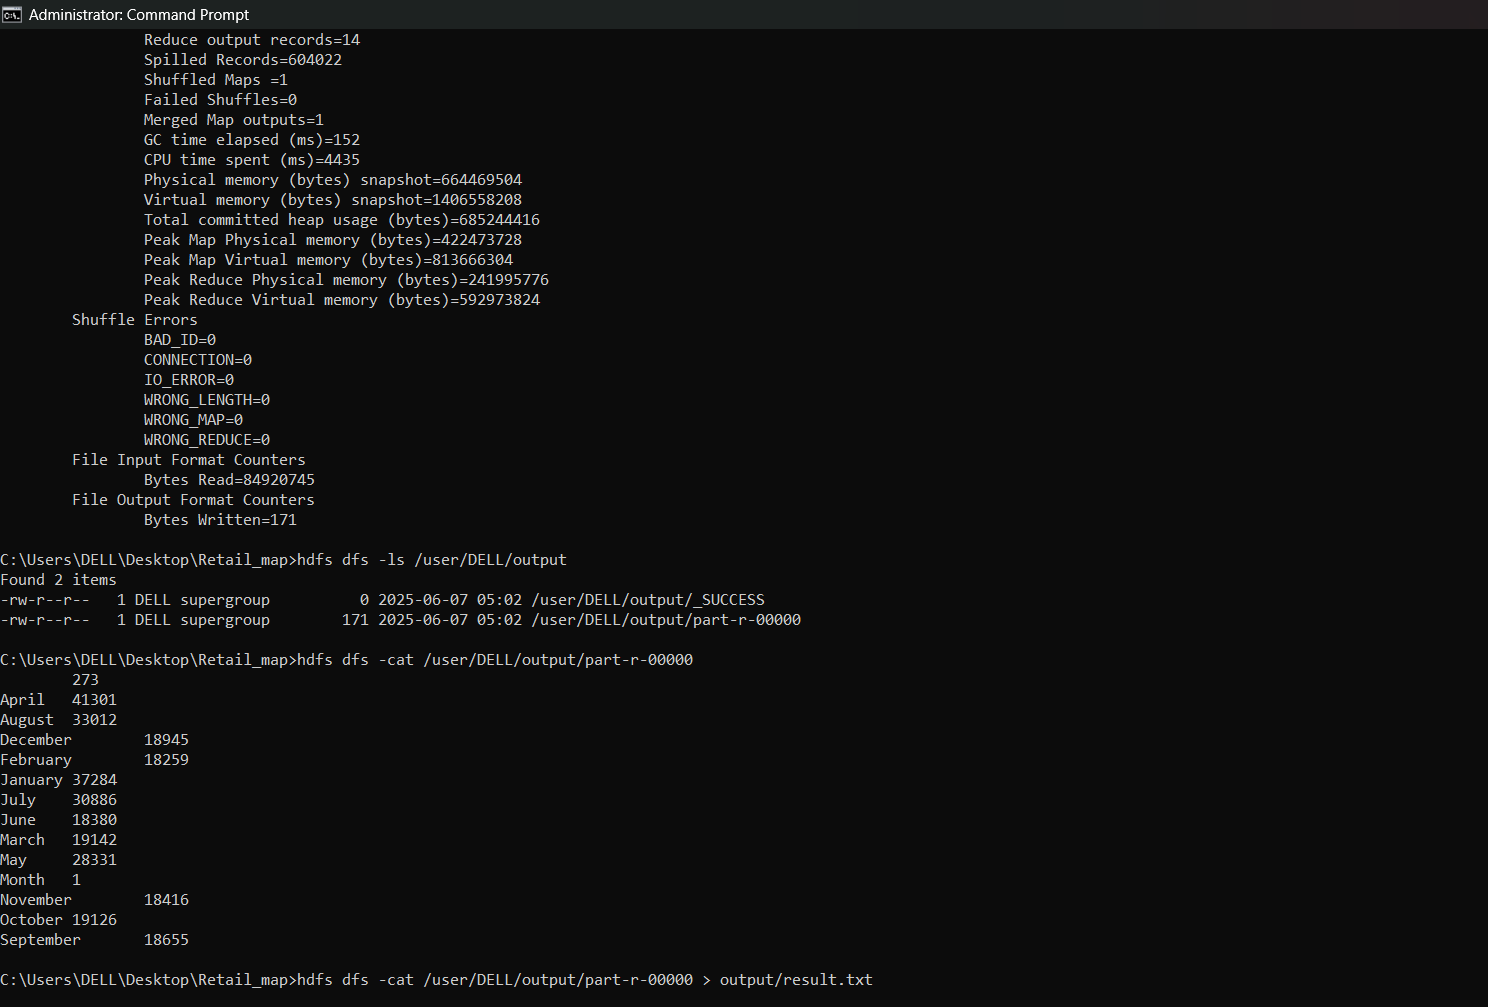 Administrator: Command Prompt
Reduce output records=14
Spilled Records=604022
Shuffled Maps =1
Failed Shuffles=0
Merged Map outputs=1
GC time elapsed (ms)=152
CPU time spent (ms)=4435
Physical memory (bytes) snapshot=664469504
Virtual memory (bytes) snapshot=1406558208
Total committed heap usage (bytes)=685244416
Peak Map Physical memory (bytes)=422473728
Peak Map Virtual memory (bytes)=813666304
Peak Reduce Physical memory (bytes)=241995776
Peak Reduce Virtual memory (bytes)=592973824
Shuffle Errors
BAD_ID=0
CONNECTION=0
IO_ERROR=0
WRONG_LENGTH=0
WRONG_MAP=0
WRONG_REDUCE=0
File Input Format Counters
Bytes Read=84920745
File Output Format Counters
Bytes Written=171
C:\Users\DELL\Desktop\Retail_map>hdfs dfs -ls /user/DELL/output
Found 2 items
-rw-r--r--   1 DELL supergroup          0 2025-06-07 05:02 /user/DELL/output/_SUCCESS
-rw-r--r--   1 DELL supergroup        171 2025-06-07 05:02 /user/DELL/output/part-r-00000
C:\Users\DELL\Desktop\Retail_map>hdfs dfs -cat /user/DELL/output/part-r-00000
273
April   41301
August  33012
December        18945
February        18259
January 37284
July    30886
June    18380
March   19142
May     28331
Month   1
November        18416
October 19126
September       18655
C:\Users\DELL\Desktop\Retail_map>hdfs dfs -cat /user/DELL/output/part-r-00000 > output/result.txt